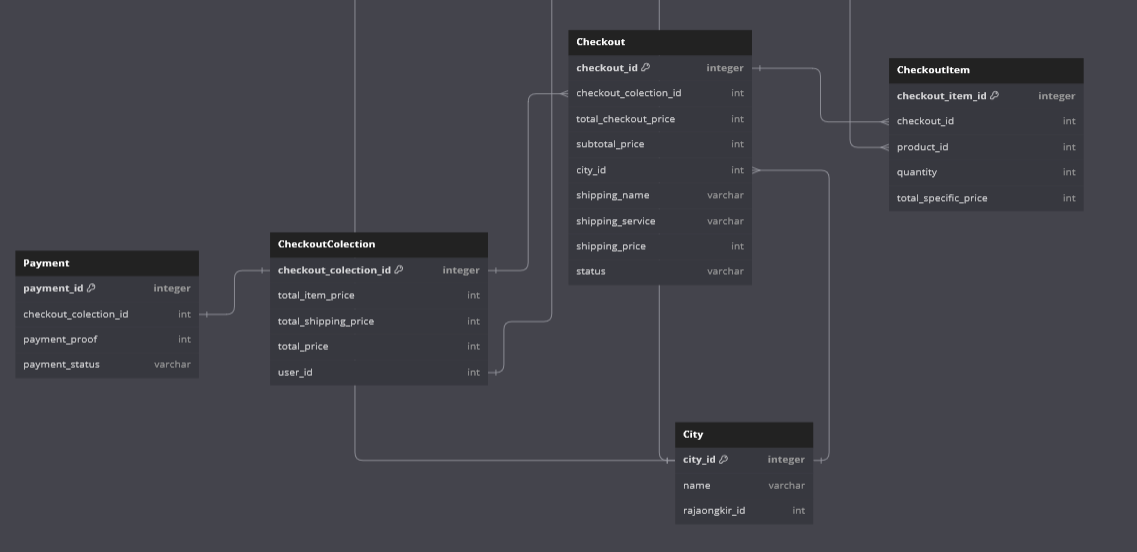 Checkout
checkout_id integer
checkout_colection_id int
total_checkout_price int
subtotal_price int
city_id int
shipping_name varchar
shipping_service varchar
shipping_price int
status varchar
CheckoutItem
checkout_item_id integer
checkout_id int
product_id int
quantity int
total_specific_price int
CheckoutColection
checkout_colection_id integer
total_item_price int
total_shipping_price int
total_price int
user_id int
Payment
payment_id integer
checkout_colection_id int
payment_proof int
payment_status varchar
City
city_id integer
name varchar
rajaongkir_id int